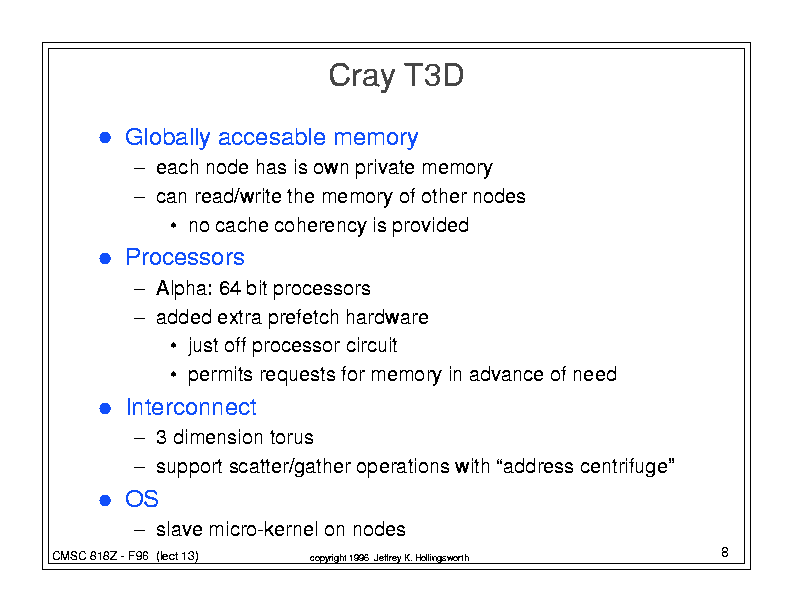 Cray T3D
● Globally accesable memory
– each node has is own private memory
– can read/write the memory of other nodes
• no cache coherency is provided
● Processors
– Alpha: 64 bit processors
– added extra prefetch hardware
• just off processor circuit
• permits requests for memory in advance of need
● Interconnect
– 3 dimension torus
– support scatter/gather operations with “address centrifuge”
● OS
– slave micro-kernel on nodes
CMSC 818Z - F96 (lect 13)
copyright 1996 Jeffrey K. Hollingsworth
8